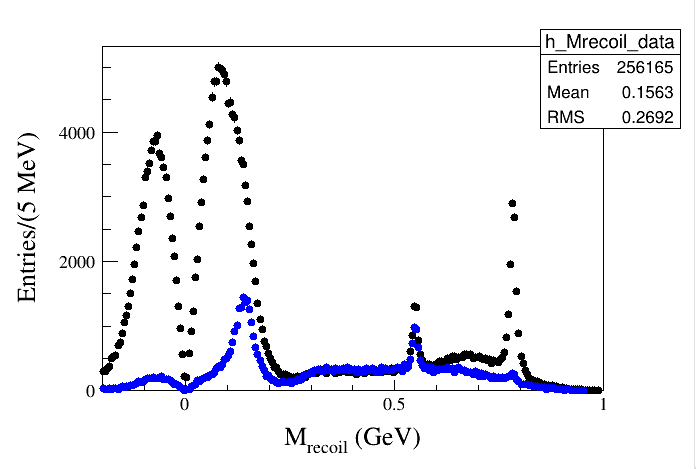 h_Mrecoil_data
Entries 256165
Mean 0.1563
RMS 0.2692
Entries/(5 MeV)
4000
2000
0
0 0.5 1
M_recoil (GeV)